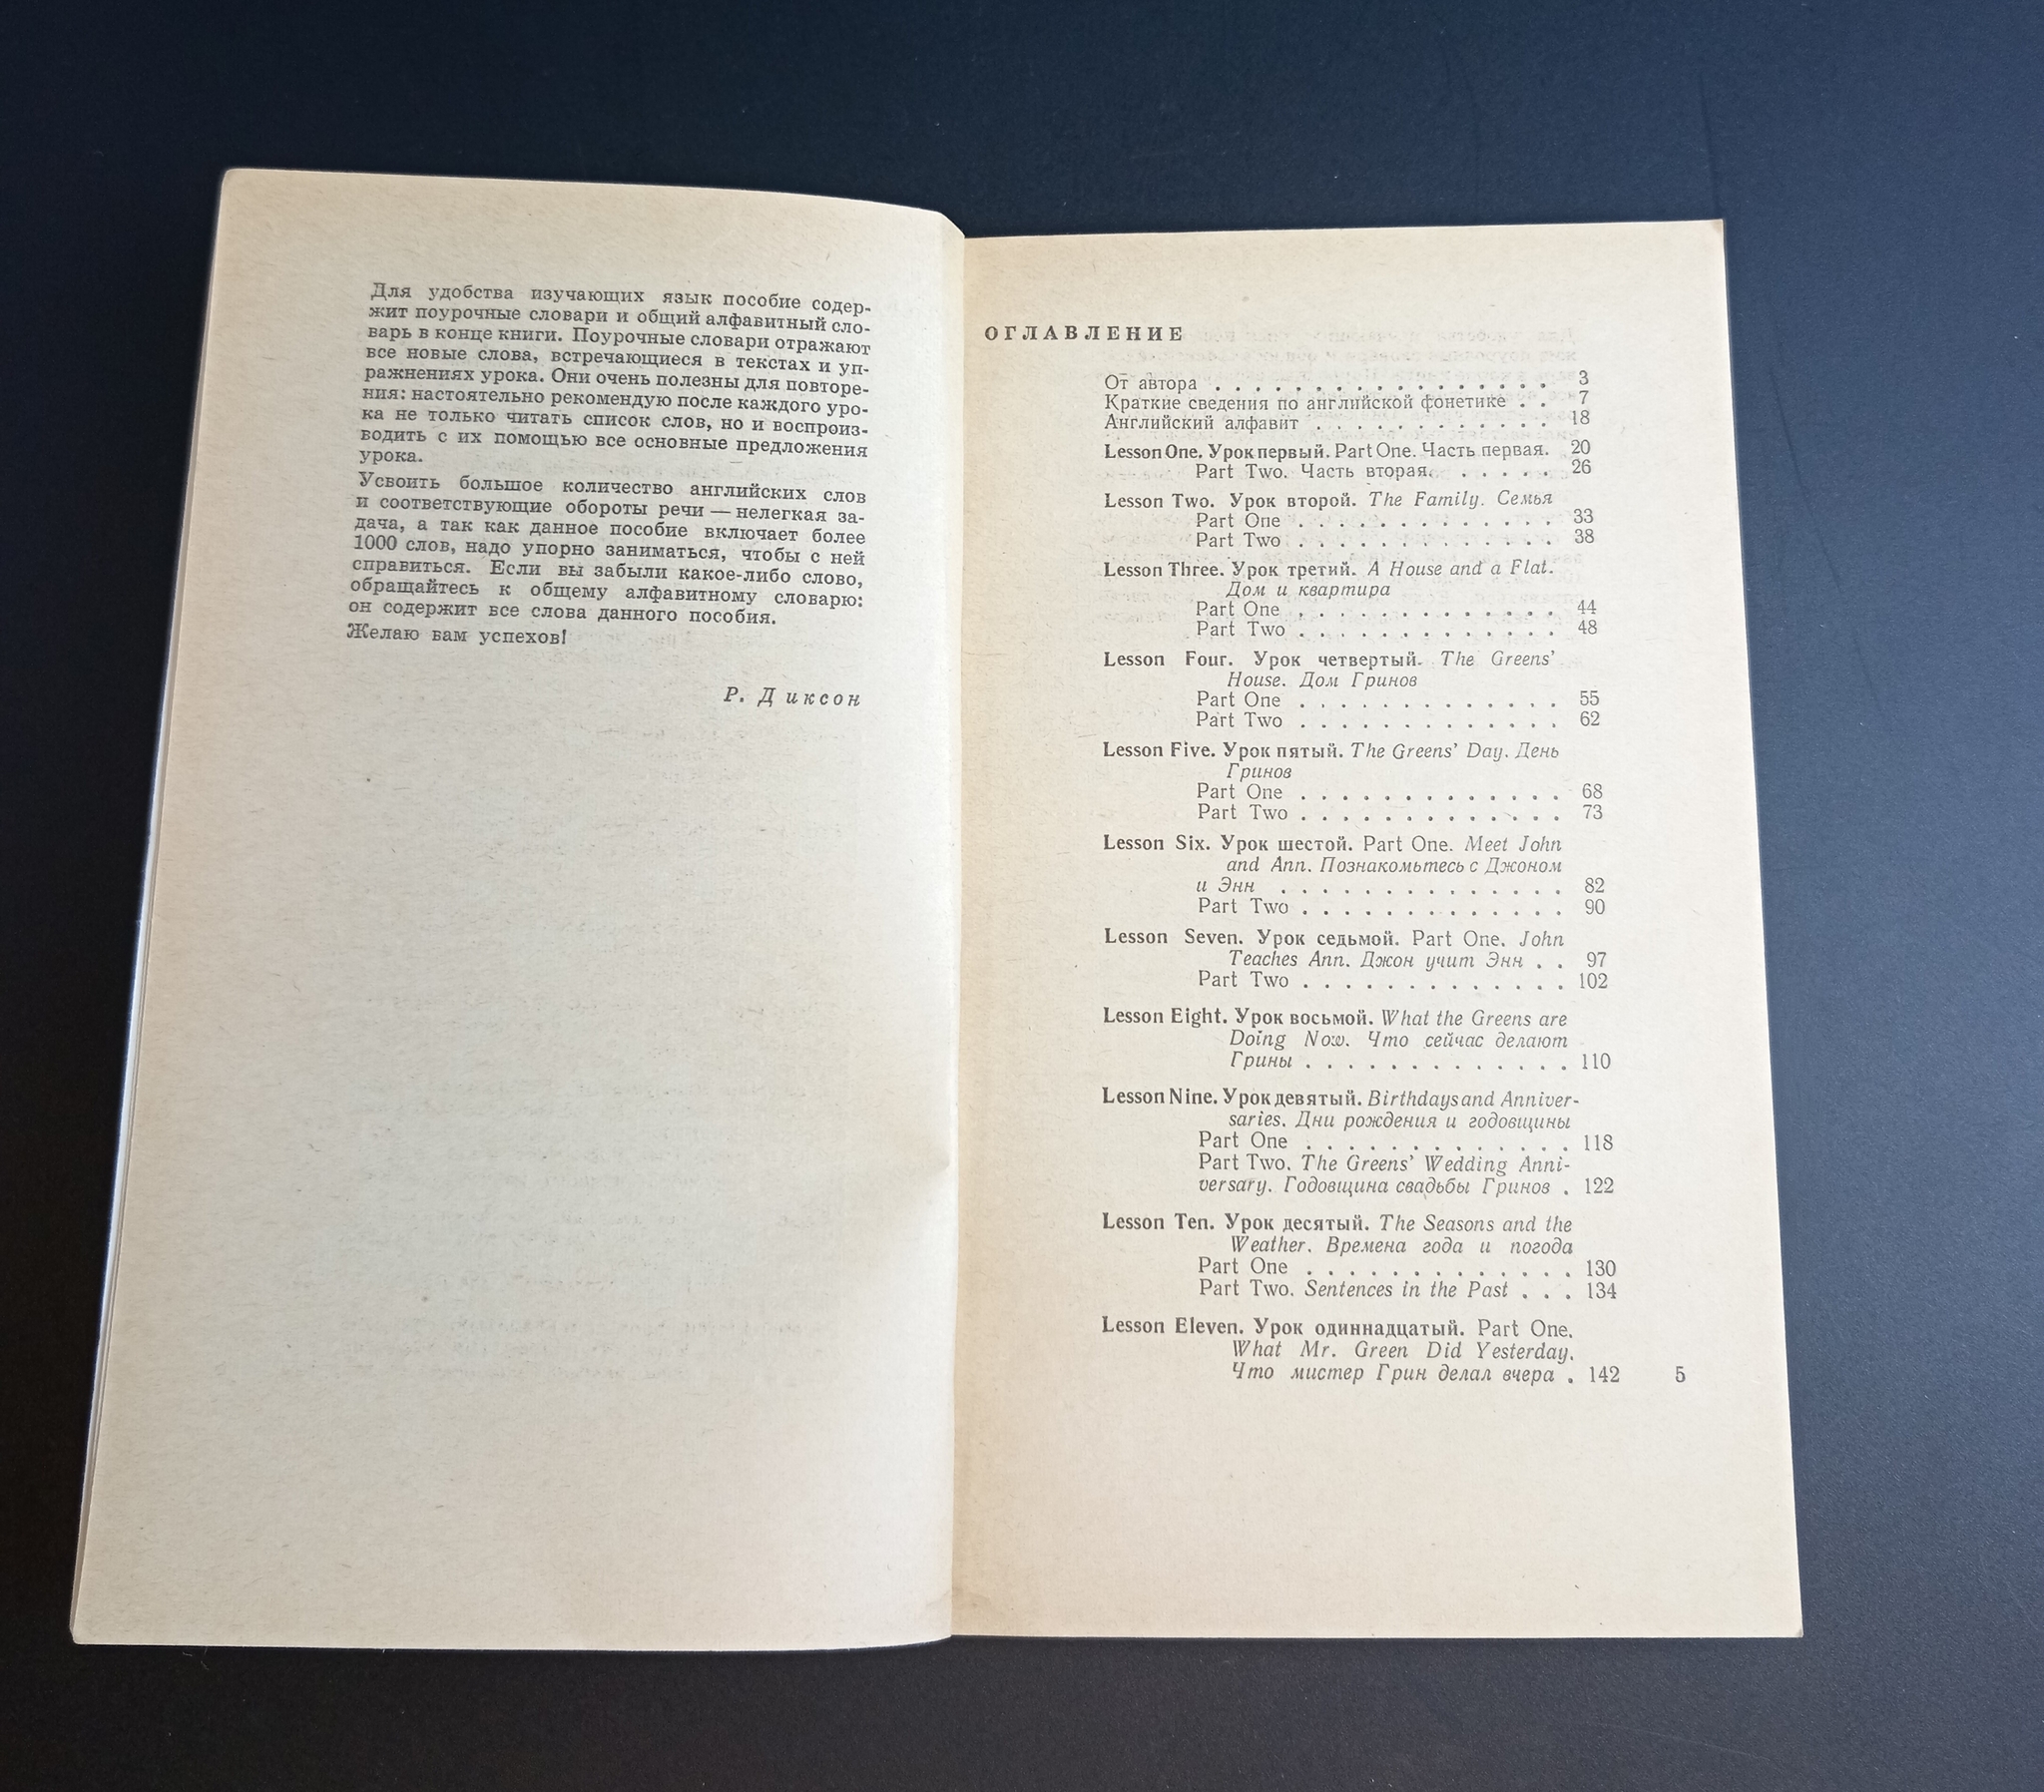 Для удобства изучающих язык пособие содер-
жит поурочные словари и общий алфавитный сло-
варь в конце книги. Поурочные словари отражают
все новые слова, встречающиеся в текстах и уп-
ражнениях урока. Они очень полезны для повторе-
ния: настоятельно рекомендую после каждого уро-
ка не только читать список слов, но и воспроиз-
водить с их помощью все основные предложения
урока.
Усвоить большое количество английских слов
и соответствующие обороты речи — нелегкая за-
дача, а так как данное пособие включает более
1000 слов, надо упорно заниматься, чтобы с ней
справиться. Если вы забыли какое-либо слово,
обращайтесь к общему алфавитному словарю:
он содержит все слова данного пособия.
Желаю вам успехов!
Р. Диксон
ОГЛАВЛЕНИЕ
От автора . . . . . . . . . . . . . . . . 3
Краткие сведения по английской фонетике . . 7
Английский алфавит . . . . . . . . . . . 18
Lesson One. Урок первый. Part One. Часть первая. 20
Part Two. Часть вторая. . . . . . 26
Lesson Two. Урок второй. The Family. Семья
Part One . . . . . . . . . . . . . 33
Part Two . . . . . . . . . . . . . 38
Lesson Three. Урок третий. A House and a Flat.
Дом и квартира
Part One . . . . . . . . . . . . . 44
Part Two . . . . . . . . . . . . . 48
Lesson Four. Урок четвертый. The Greens'
House. Дом Гринов
Part One . . . . . . . . . . . . . 55
Part Two . . . . . . . . . . . . . 62
Lesson Five. Урок пятый. The Greens' Day. День
Гринов
Part One . . . . . . . . . . . . . 68
Part Two . . . . . . . . . . . . . 73
Lesson Six. Урок шестой. Part One. Meet John
and Ann. Познакомьтесь с Джоном
и Энн . . . . . . . . . . . . . . 82
Part Two . . . . . . . . . . . . . 90
Lesson Seven. Урок седьмой. Part One. John
Teaches Ann. Джон учит Энн . . 97
Part Two . . . . . . . . . . . . . 102
Lesson Eight. Урок восьмой. What the Greens are
Doing Now. Что сейчас делают
Грины . . . . . . . . . . . . . 110
Lesson Nine. Урок девятый. Birthdays and Anniver-
saries. Дни рождения и годовщины
Part One . . . . . . . . . . . . . 118
Part Two. The Greens' Wedding Anni-
versary. Годовщина свадьбы Гринов . 122
Lesson Ten. Урок десятый. The Seasons and the
Weather. Времена года и погода
Part One . . . . . . . . . . . . . 130
Part Two. Sentences in the Past . . . 134
Lesson Eleven. Урок одиннадцатый. Part One.
What Mr. Green Did Yesterday.
Что мистер Грин делал вчера . 142
5